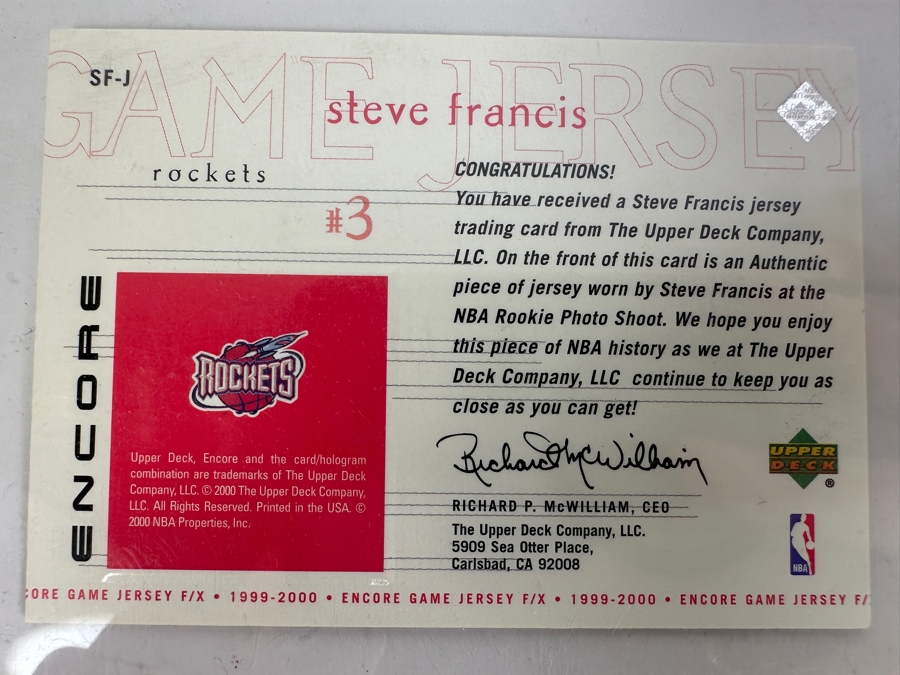 GAME JERSEY
SF-J
steve francis
rockets
#3
CONGRATULATIONS!
You have received a Steve Francis jersey
trading card from The Upper Deck Company,
LLC. On the front of this card is an Authentic
piece of jersey worn by Steve Francis at the
NBA Rookie Photo Shoot. We hope you enjoy
this piece of NBA history as we at The Upper
Deck Company, LLC continue to keep you as
close as you can get!
ENCORE
ROCKETS
Upper Deck, Encore and the card/hologram
combination are trademarks of The Upper Deck
Company, LLC. © 2000 The Upper Deck Company,
LLC. All Rights Reserved. Printed in the USA. ©
2000 NBA Properties, Inc.
Richard P. McWilliam
RICHARD P. McWILLIAM, CEO
The Upper Deck Company, LLC.
5909 Sea Otter Place,
Carlsbad, CA 92008
UPPER
DECK
®
NBA
CORE GAME JERSEY F/X • 1999-2000 • ENCORE GAME JERSEY F/X • 1999-2000 • ENCORE GAME JERSEY F/